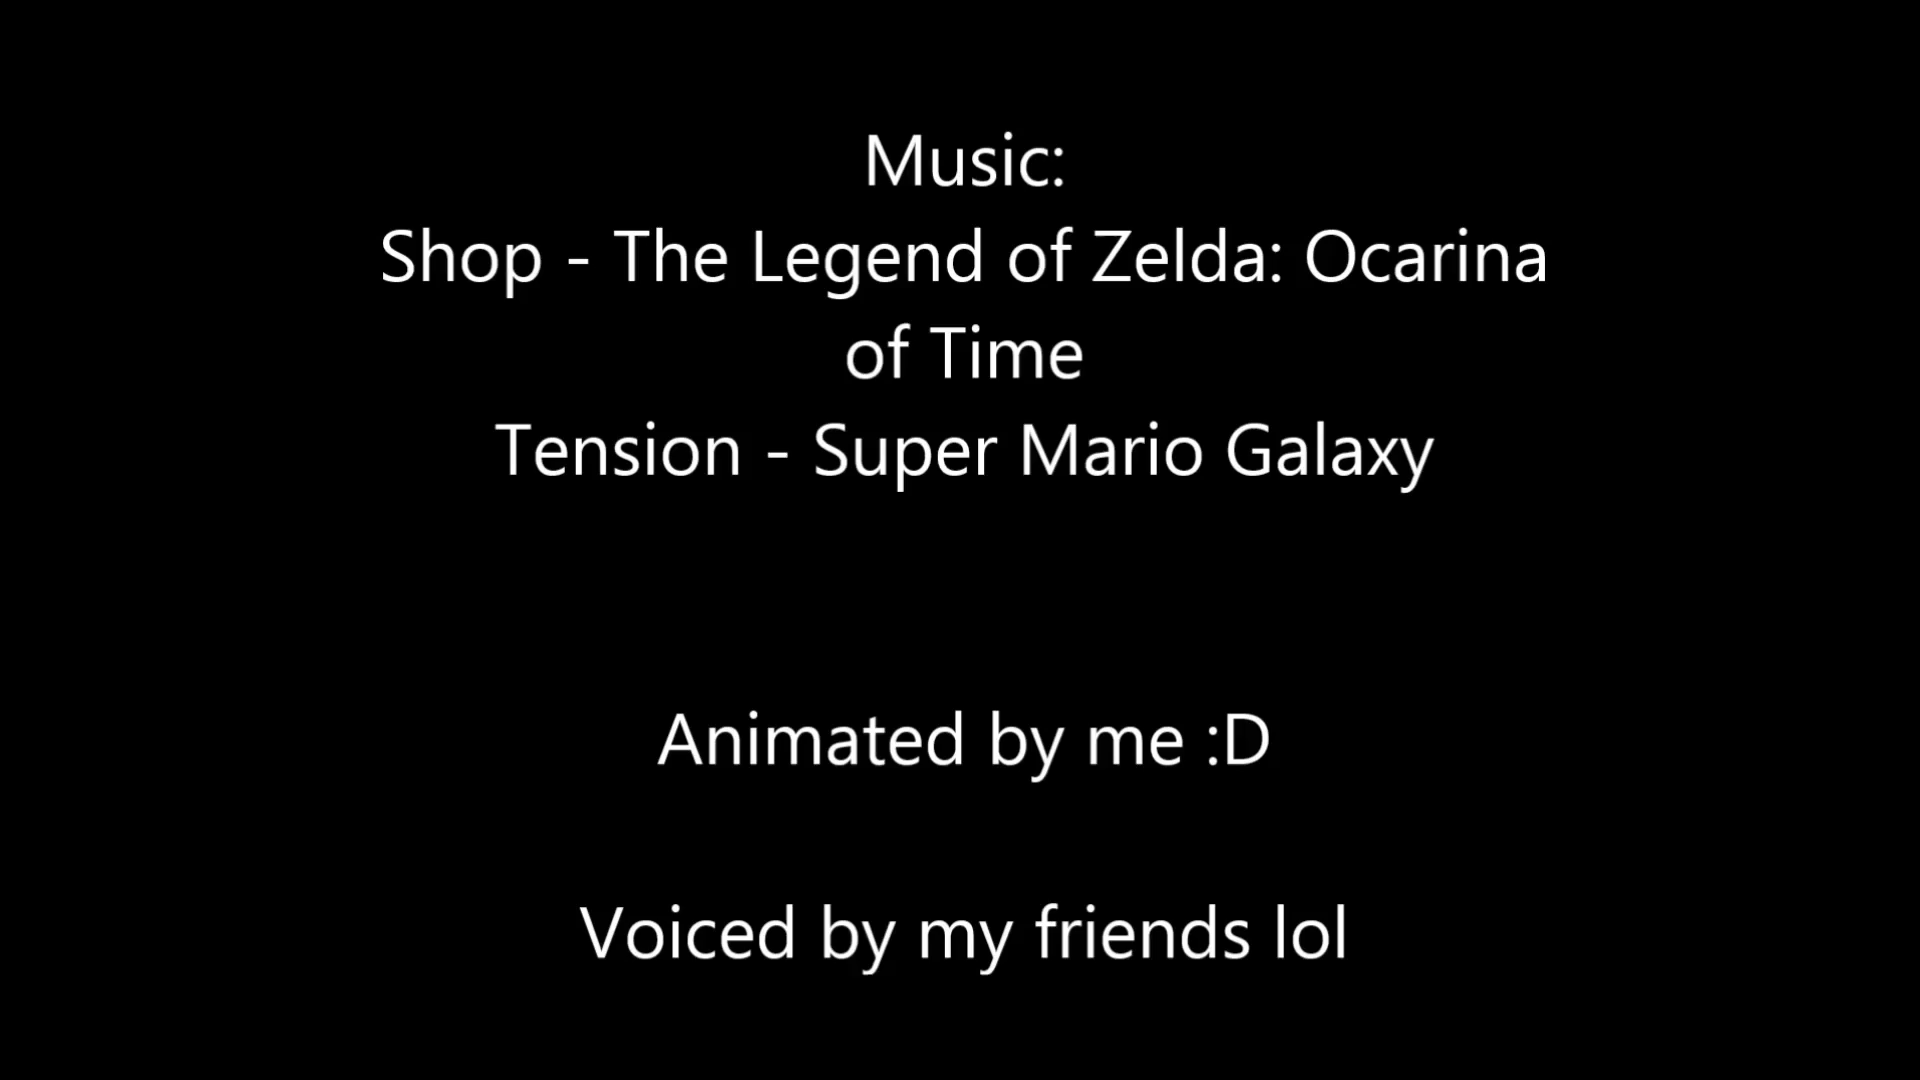 Music:
Shop - The Legend of Zelda: Ocarina
of Time
Tension - Super Mario Galaxy
Animated by me :D
Voiced by my friends lol